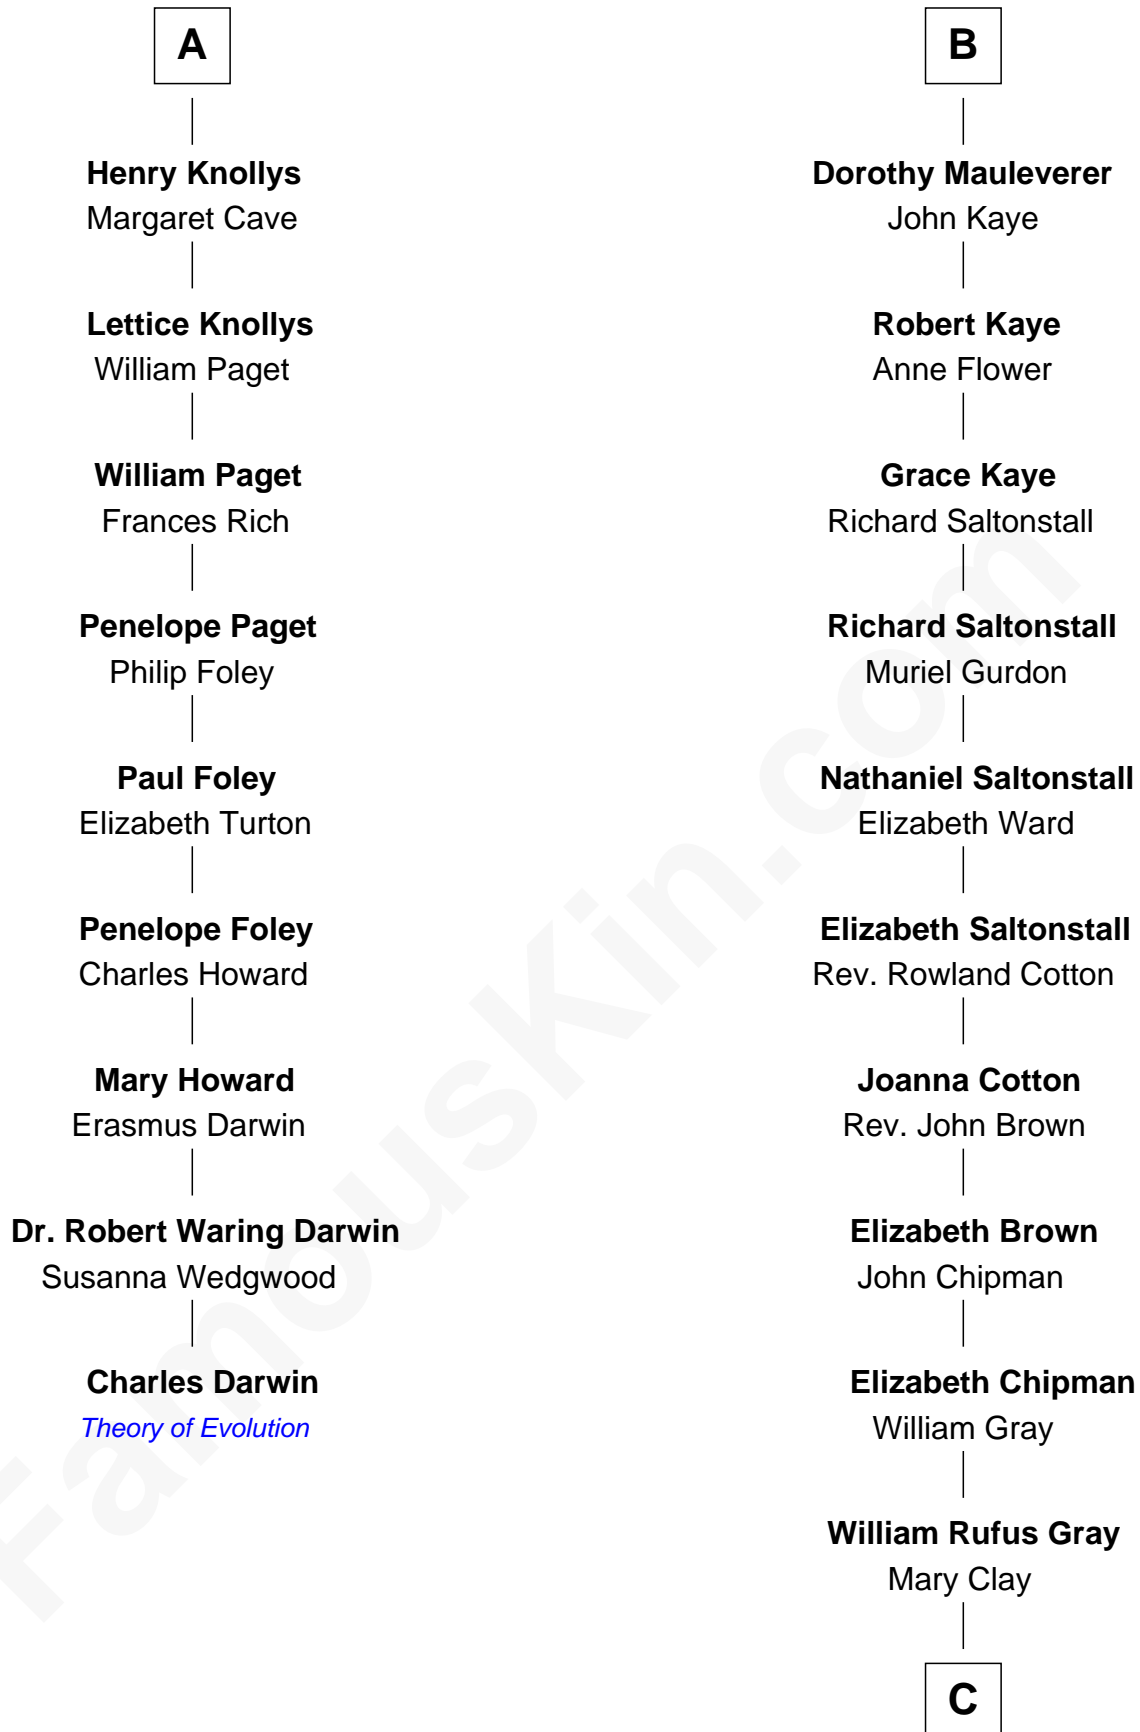 A
Henry Knollys
Margaret Cave
Lettice Knollys
William Paget
William Paget
Frances Rich
Penelope Paget
Philip Foley
Paul Foley
Elizabeth Turton
Penelope Foley
Charles Howard
Mary Howard
Erasmus Darwin
Dr. Robert Waring Darwin
Susanna Wedgwood
Charles Darwin
Theory of Evolution
B
Dorothy Mauleverer
John Kaye
Robert Kaye
Anne Flower
Grace Kaye
Richard Saltonstall
Richard Saltonstall
Muriel Gurdon
Nathaniel Saltonstall
Elizabeth Ward
Elizabeth Saltonstall
Rev. Rowland Cotton
Joanna Cotton
Rev. John Brown
Elizabeth Brown
John Chipman
Elizabeth Chipman
William Gray
William Rufus Gray
Mary Clay
C
FamousKin.com